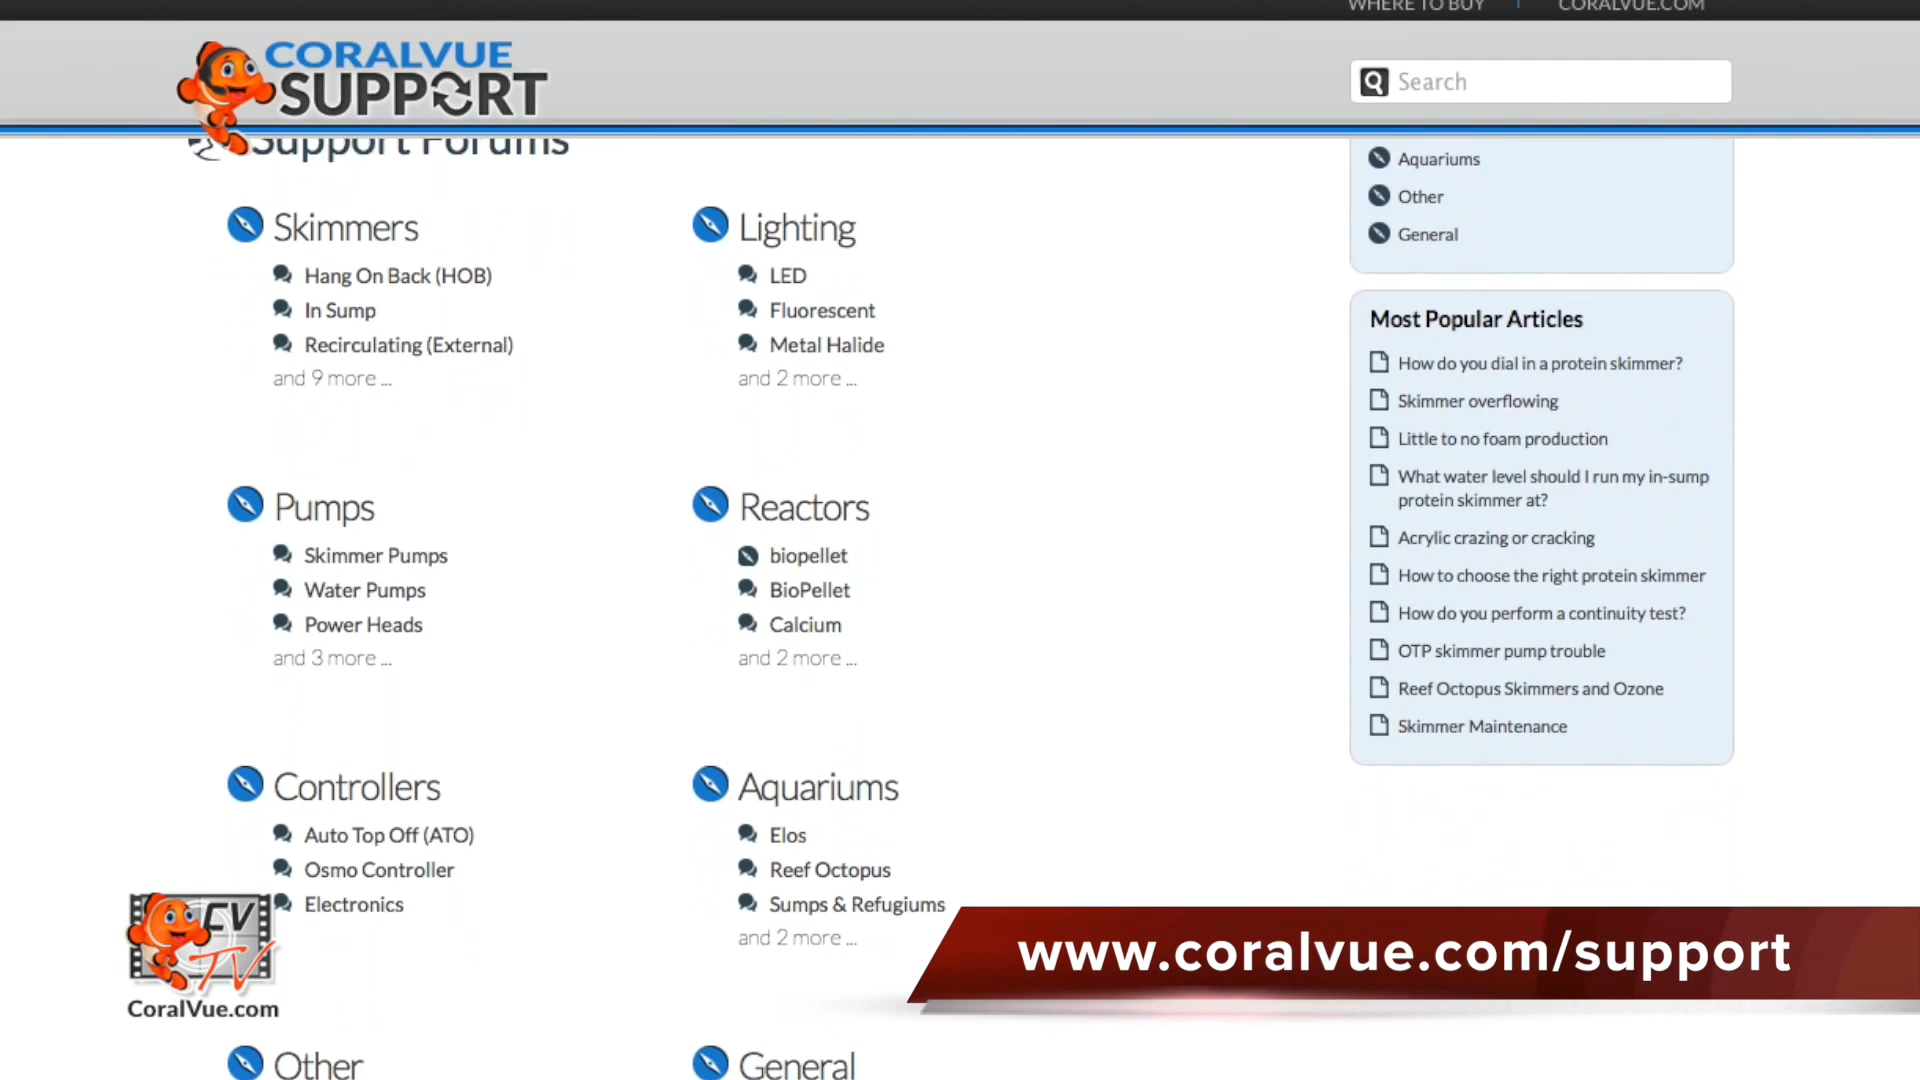 WHERE TO BUY
CORALVUE.COM
CORALVUE
SUPPORT
Search
Support Forums
Skimmers
Hang On Back (HOB)
In Sump
Recirculating (External)
and 9 more ...
Lighting
LED
Fluorescent
Metal Halide
and 2 more ...
Pumps
Skimmer Pumps
Water Pumps
Power Heads
and 3 more ...
Reactors
biopellet
BioPellet
Calcium
and 2 more ...
Controllers
Auto Top Off (ATO)
Osmo Controller
Electronics
Aquariums
Elos
Reef Octopus
Sumps & Refugiums
and 2 more ...
Other
General
Aquariums
Other
General
Most Popular Articles
How do you dial in a protein skimmer?
Skimmer overflowing
Little to no foam production
What water level should I run my in-sump
protein skimmer at?
Acrylic crazing or cracking
How to choose the right protein skimmer
How do you perform a continuity test?
OTP skimmer pump trouble
Reef Octopus Skimmers and Ozone
Skimmer Maintenance
CV
TV
CoralVue.com
www.coralvue.com/support